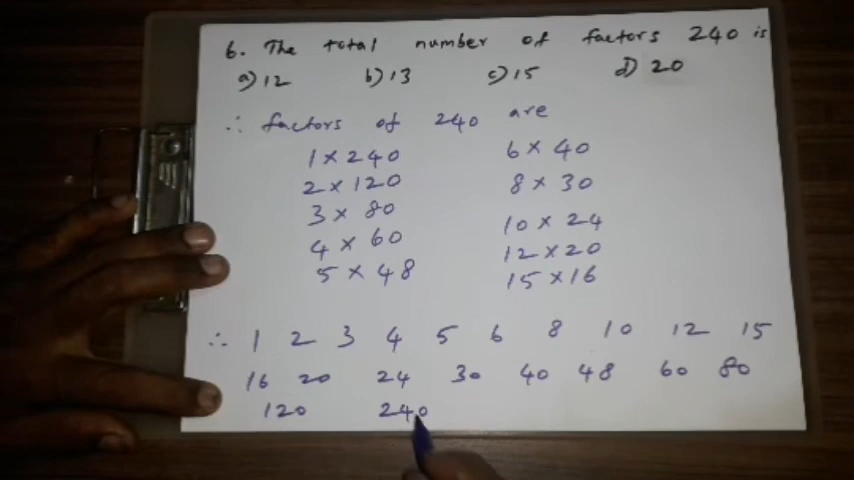 6. The total number of factors 240 is
a) 12 b) 13 c) 15 d) 20
∴ factors of 240 are
1 × 240 6 × 40
2 × 120 8 × 30
3 × 80 10 × 24
4 × 60 12 × 20
5 × 48 15 × 16
∴ 1 2 3 4 5 6 8 10 12 15
16 20 24 30 40 48 60 80
120 240